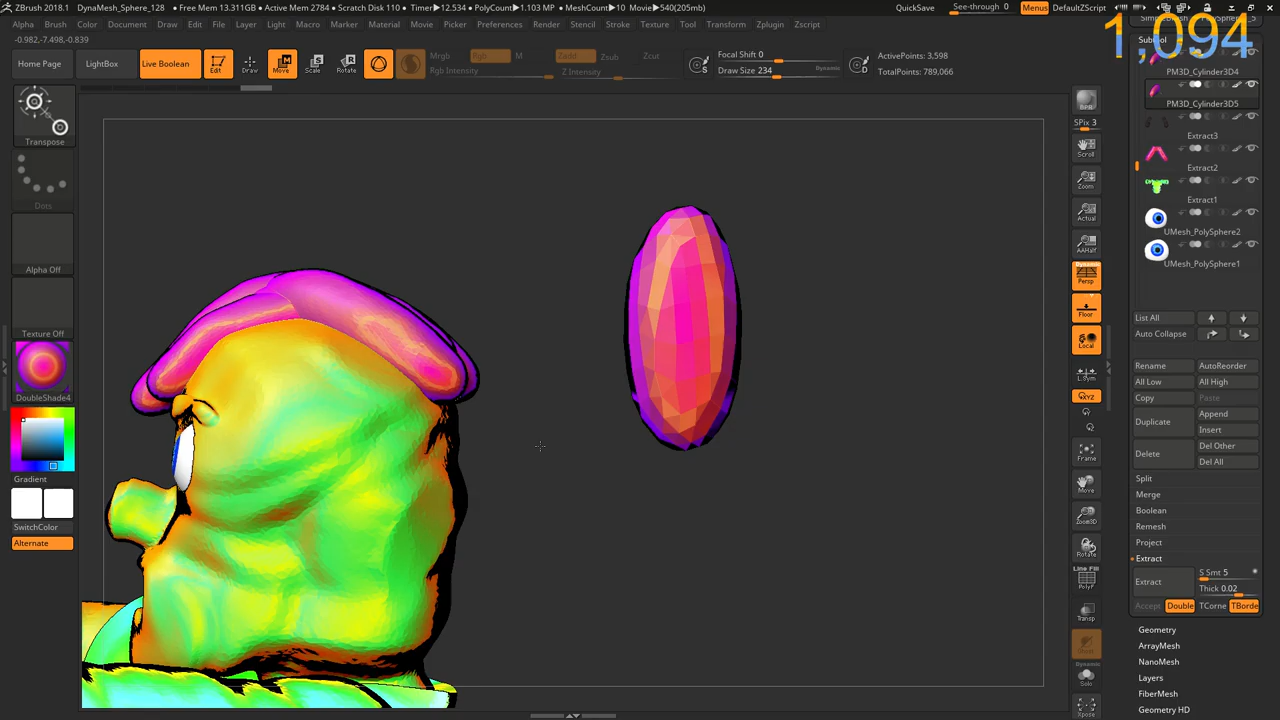 ZBrush 2018.1 DynaMesh_Sphere_128 • Free Mem 13.311GB • Active Mem 2784 • Scratch Disk 110 • Timer▶12.534 • PolyCount▶1.103 MP • MeshCount▶10 Movie▶540(205mb)
QuickSave See-through 0 Menus DefaultZScript
Alpha Brush Color Document Draw Edit File Layer Light Macro Marker Material Movie Picker Preferences Render Stencil Stroke Texture Tool Transform Zplugin Zscript
-0.982,-7.498,-0.839
1,094
Home Page
LightBox
Live Boolean
Edit
Draw
Move
Scale
Rotate
Mrgb Rgb M
Rgb Intensity
Zadd Zsub Zcut
Z Intensity
Focal Shift 0
Draw Size 234 Dynamic
S
D
ActivePoints: 3,598
TotalPoints: 789,066
Transpose
Dots
Alpha Off
Texture Off
DoubleShade4
Gradient
SwitchColor
Alternate
BPR
SPix 3
Scroll
Zoom
Actual
AAHalf
Dynamic
Persp
Floor
Local
L.Sym
XYZ
Frame
Move
Zoom3D
Rotate
Line Fill
PolyF
Transp
Dynamic
Solo
Xpose
Subtool
PM3D_Cylinder3D4
PM3D_Cylinder3D5
Extract3
Extract2
Extract1
UMesh_PolySphere2
UMesh_PolySphere1
List All
Auto Collapse
Rename AutoReorder
All Low All High
Copy Paste
Duplicate Append
Insert
Delete Del Other
Del All
Split
Merge
Boolean
Remesh
Project
Extract
Extract S Smt 5
Thick 0.02
Accept Double TCorne TBorde
Geometry
ArrayMesh
NanoMesh
Layers
FiberMesh
Geometry HD